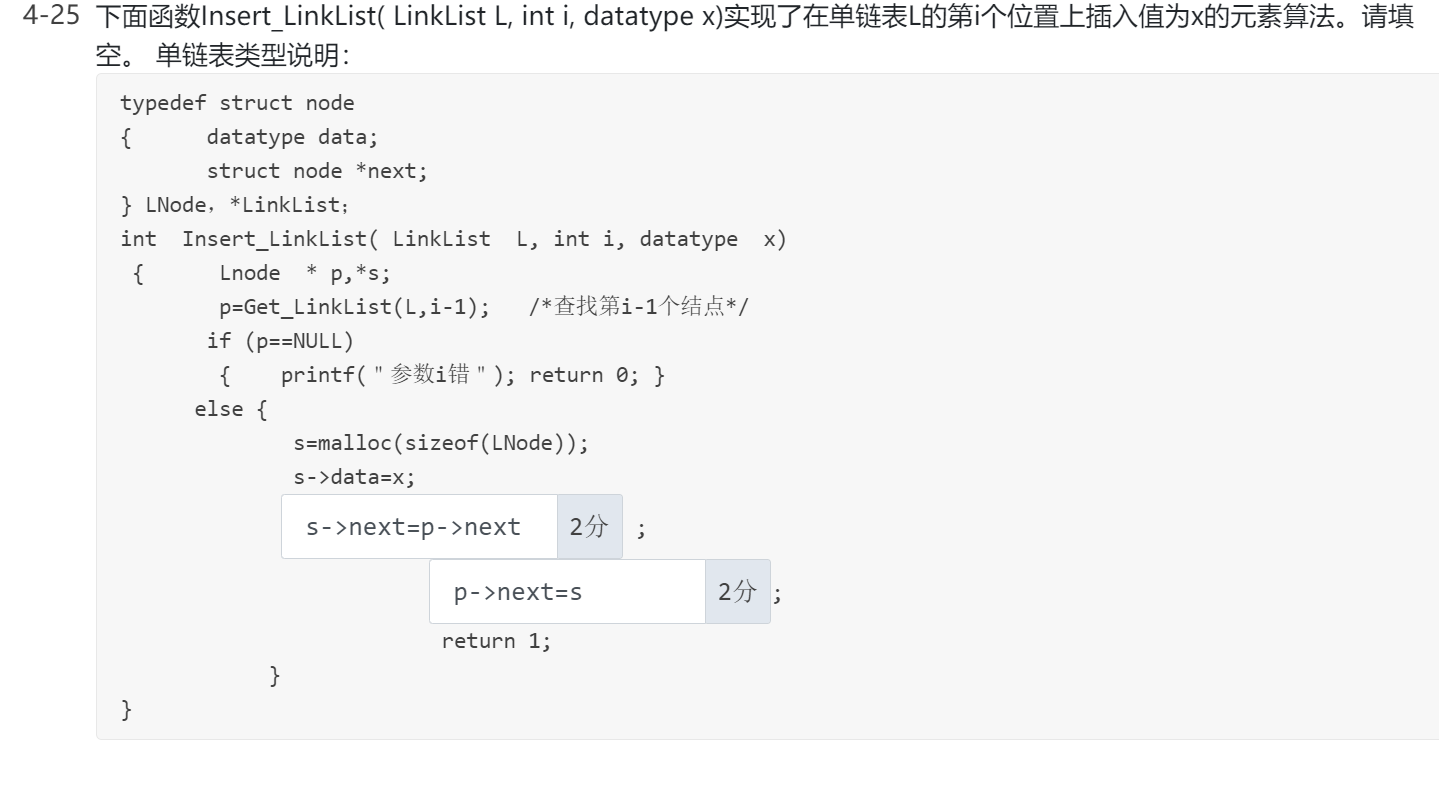 4-25 下面函数Insert_LinkList( LinkList L, int i, datatype x)实现了在单链表L的第i个位置上插入值为x的元素算法。请填
空。 单链表类型说明：
typedef struct node
{      datatype data;
       struct node *next;
} LNode，*LinkList；
int  Insert_LinkList( LinkList  L, int i, datatype  x)
 {      Lnode  * p,*s;
        p=Get_LinkList(L,i-1);   /*查找第i-1个结点*/
       if (p==NULL)
        {    printf(＂参数i错＂); return 0; }
      else {
              s=malloc(sizeof(LNode));
              s->data=x;
s->next=p->next 2分 ;
p->next=s 2分 ;
return 1;
}
}